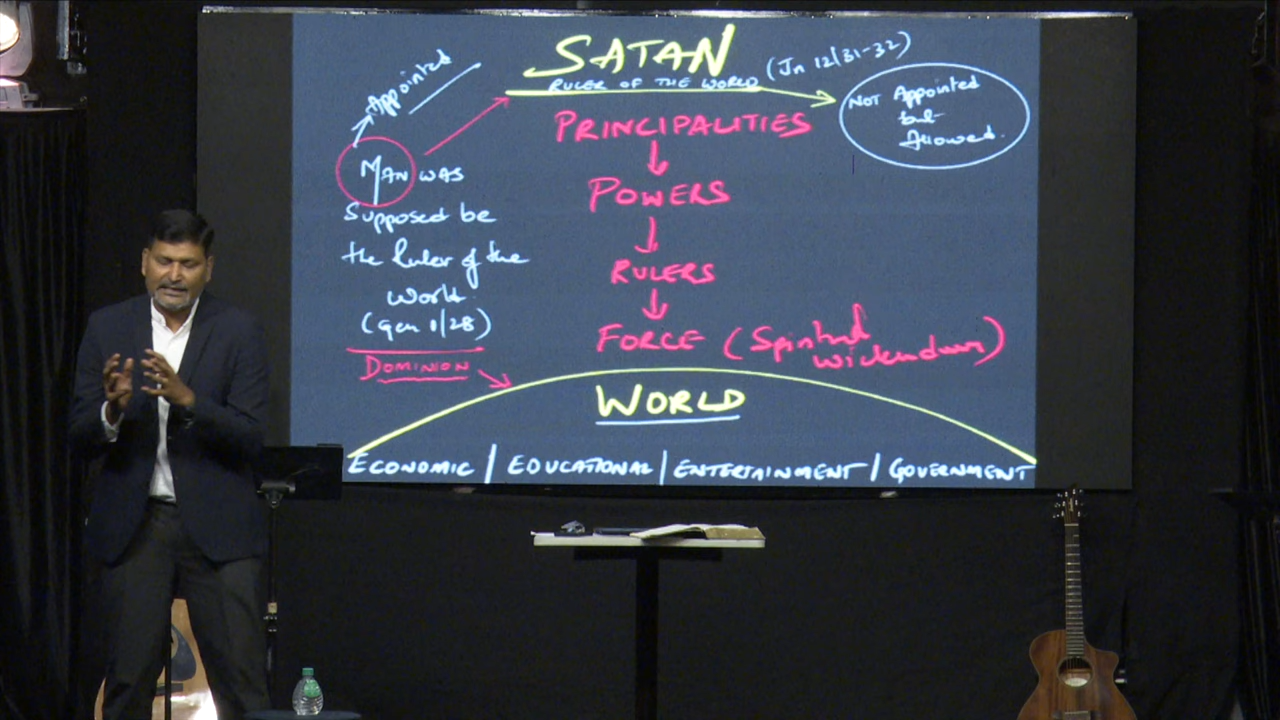 SATAN
RULER OF THE WORLD
(Jn 12/31-32)
NOT Appointed
but
Allowed.
Appointed
MAN WAS
Supposed be
the Ruler of the
World
(Gen 1/28)
DOMINION
PRINCIPALITIES
POWERS
RULERS
FORCE (Spiritual
wickedness)
WORLD
ECONOMIC / EDUCATIONAL / ENTERTAINMENT / GOVERNMENT